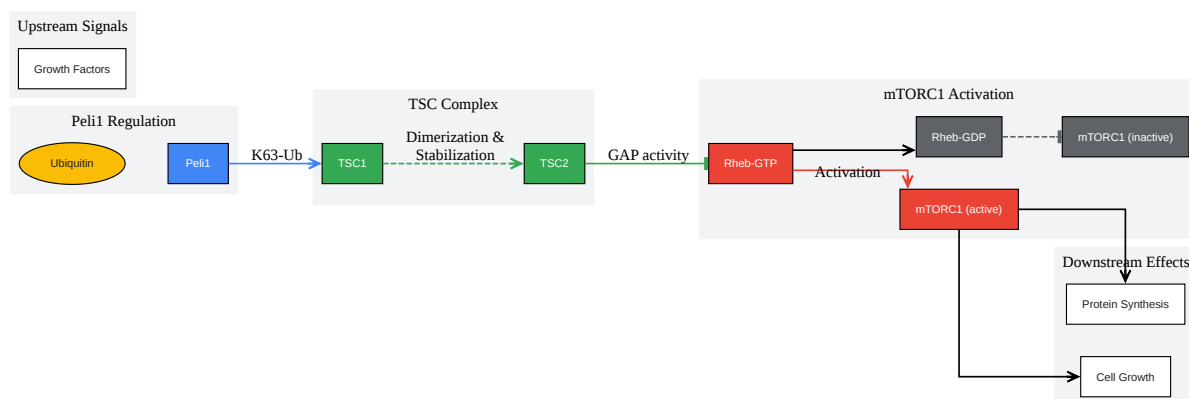 Upstream Signals
Growth Factors
Peli1 Regulation
Ubiquitin
Peli1
K63-Ub
TSC Complex
TSC1
Dimerization &
Stabilization
TSC2
GAP activity
mTORC1 Activation
Rheb-GTP
Rheb-GDP
mTORC1 (inactive)
Activation
mTORC1 (active)
Downstream Effects
Protein Synthesis
Cell Growth